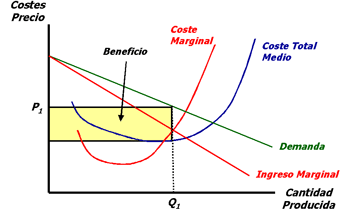 Costes
Precio
Coste
Marginal
Coste Total
Medio
Beneficio
P1
Demanda
Ingreso Marginal
Q1
Cantidad
Producida